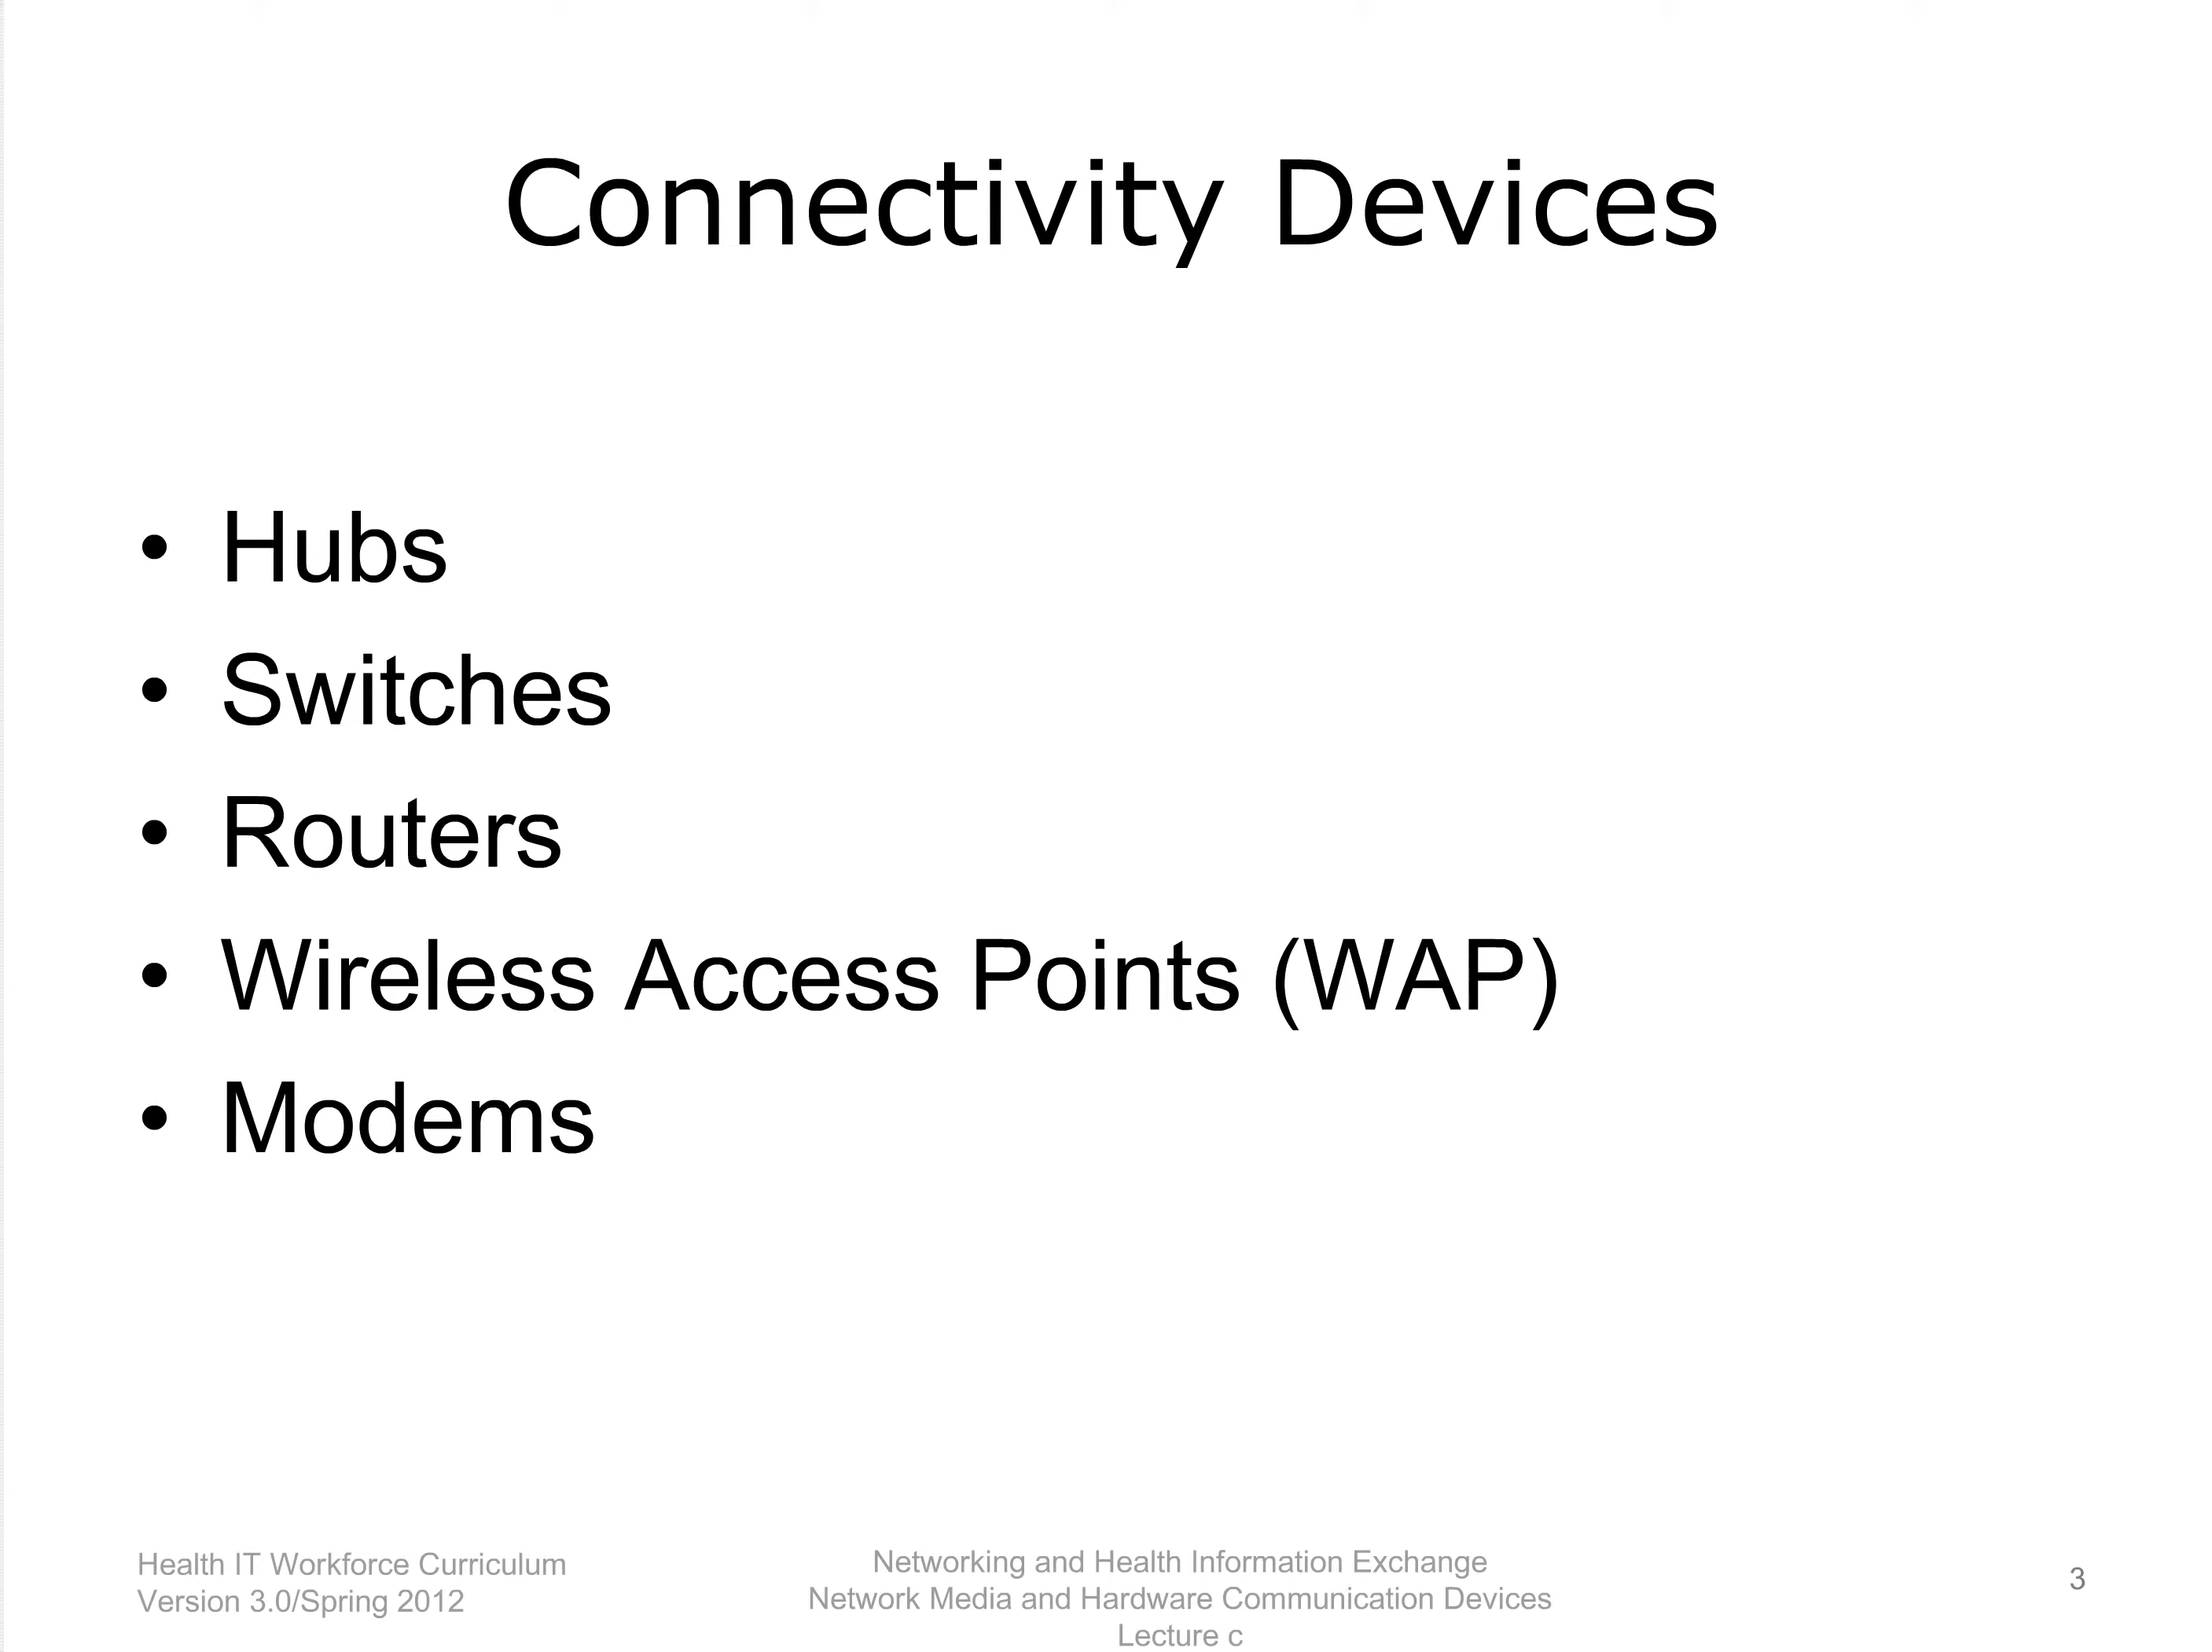 Connectivity Devices
• Hubs
• Switches
• Routers
• Wireless Access Points (WAP)
• Modems
Health IT Workforce Curriculum
Version 3.0/Spring 2012
Networking and Health Information Exchange
Network Media and Hardware Communication Devices
Lecture c
3